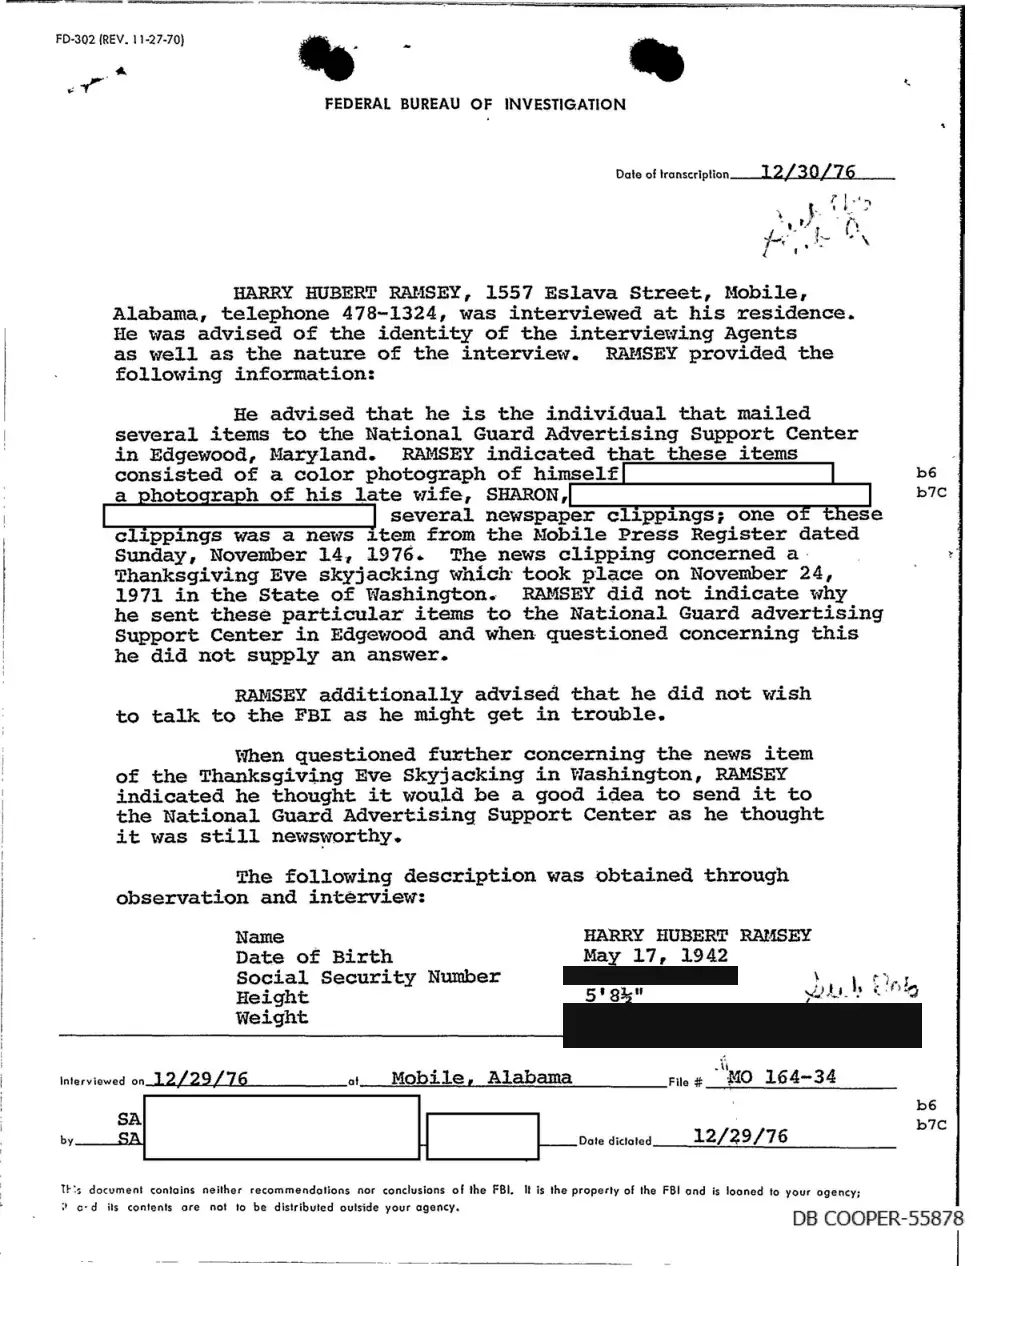 FD-302 (REV. 11-27-70)
FEDERAL BUREAU OF INVESTIGATION
Date of transcription 12/30/76
HARRY HUBERT RAMSEY, 1557 Eslava Street, Mobile,
Alabama, telephone 478-1324, was interviewed at his residence.
He was advised of the identity of the interviewing Agents
as well as the nature of the interview. RAMSEY provided the
following information:
He advised that he is the individual that mailed
several items to the National Guard Advertising Support Center
in Edgewood, Maryland. RAMSEY indicated that these items
consisted of a color photograph of himself
b6
a photograph of his late wife, SHARON,
b7C
several newspaper clippings; one of these
clippings was a news item from the Mobile Press Register dated
Sunday, November 14, 1976. The news clipping concerned a
Thanksgiving Eve skyjacking which took place on November 24,
1971 in the State of Washington. RAMSEY did not indicate why
he sent these particular items to the National Guard advertising
Support Center in Edgewood and when questioned concerning this
he did not supply an answer.
RAMSEY additionally advised that he did not wish
to talk to the FBI as he might get in trouble.
When questioned further concerning the news item
of the Thanksgiving Eve Skyjacking in Washington, RAMSEY
indicated he thought it would be a good idea to send it to
the National Guard Advertising Support Center as he thought
it was still newsworthy.
The following description was obtained through
observation and interview:
Name HARRY HUBERT RAMSEY
Date of Birth May 17, 1942
Social Security Number
Height 5'8½"
Weight
Interviewed on 12/29/76 at Mobile, Alabama File # MO 164-34
SA
b6
b7C
by SA Date dictated 12/29/76
This document contains neither recommendations nor conclusions of the FBI. It is the property of the FBI and is loaned to your agency;
its contents are not to be distributed outside your agency.
DB COOPER-55878